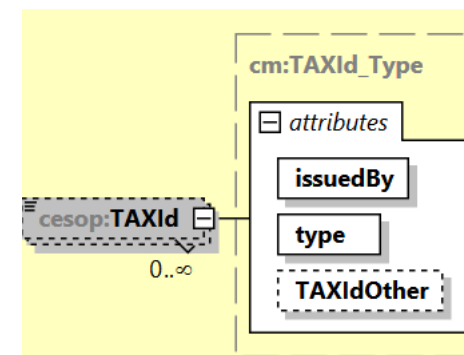 cm:TAXId_Type
attributes
issuedBy
cesop:TAXId
type
0..∞
TAXIdOther